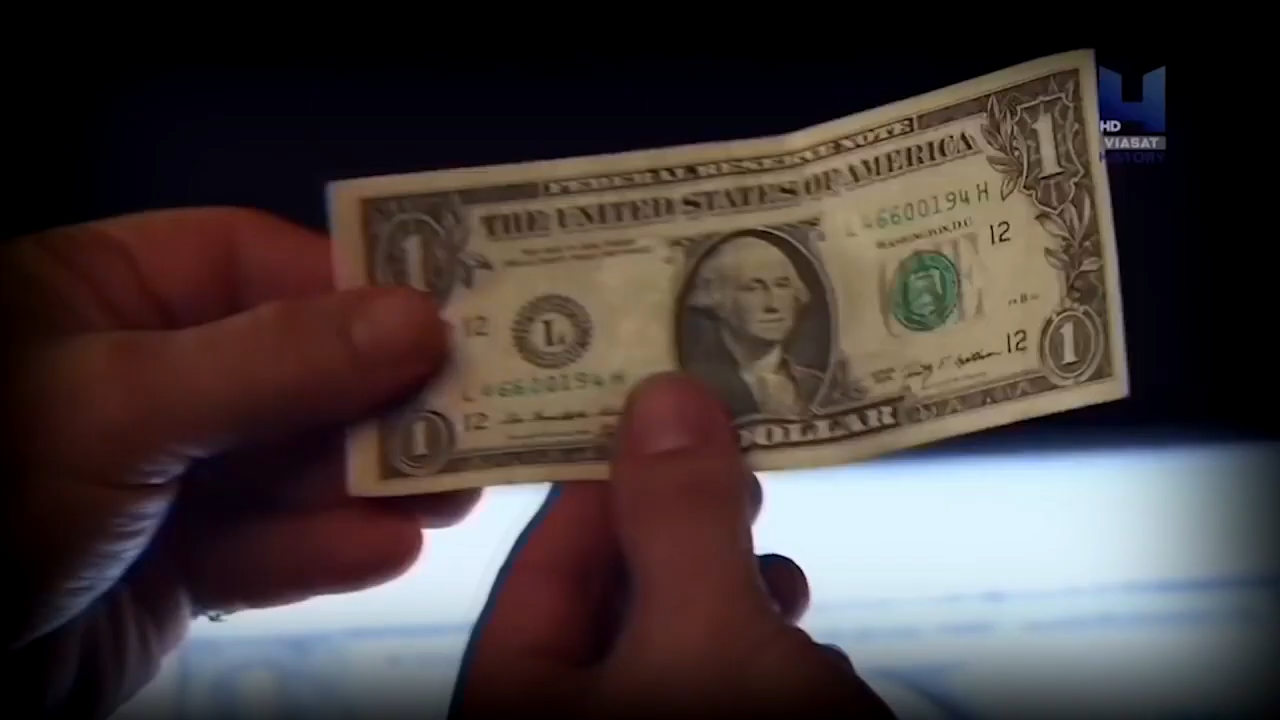 HD
VIASAT
HISTORY
FEDERAL RESERVE NOTE
THE UNITED STATES OF AMERICA
1
1
L 46600194 H
WASHINGTON, D.C.
12
12
L
L 46600194 H
12
12
1
DOLLAR
1